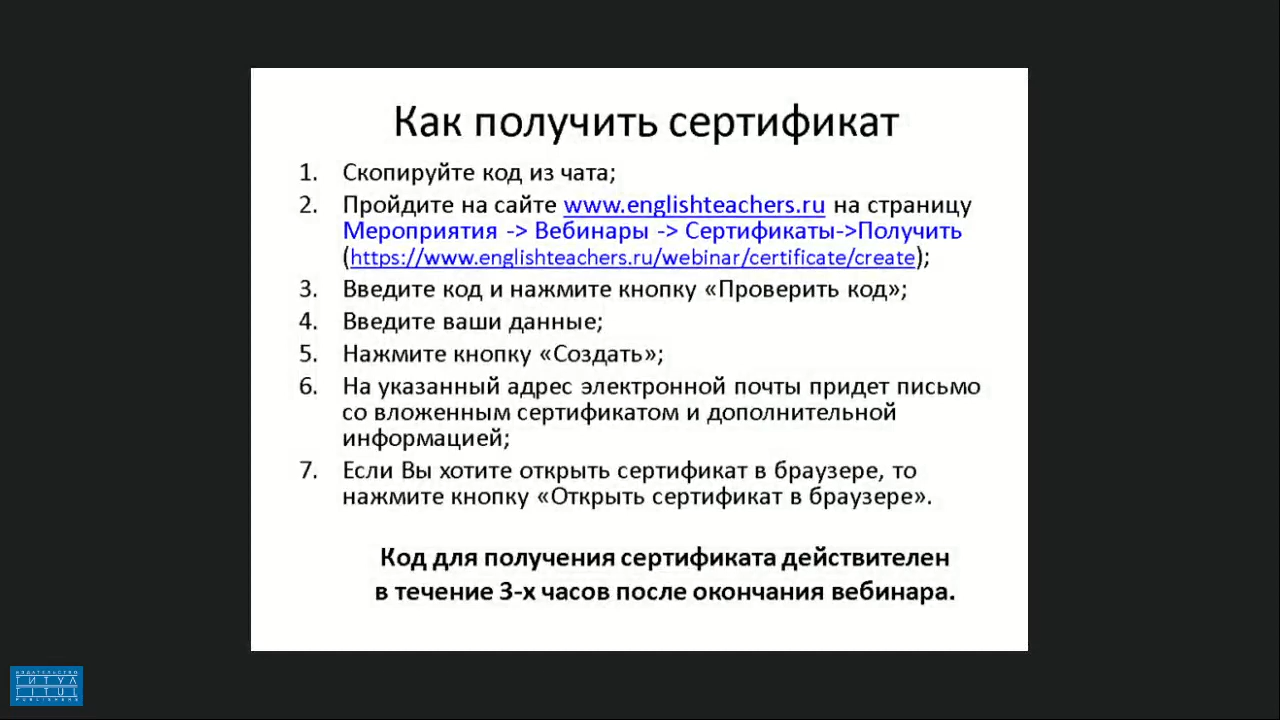 Как получить сертификат
1. Скопируйте код из чата;
2. Пройдите на сайте www.englishteachers.ru на страницу
Мероприятия -> Вебинары -> Сертификаты->Получить
(https://www.englishteachers.ru/webinar/certificate/create);
3. Введите код и нажмите кнопку «Проверить код»;
4. Введите ваши данные;
5. Нажмите кнопку «Создать»;
6. На указанный адрес электронной почты придет письмо
со вложенным сертификатом и дополнительной
информацией;
7. Если Вы хотите открыть сертификат в браузере, то
нажмите кнопку «Открыть сертификат в браузере».
Код для получения сертификата действителен
в течение 3-х часов после окончания вебинара.
ИЗДАТЕЛЬСТВО
ТИТУЛ
TITUL
PUBLISHERS